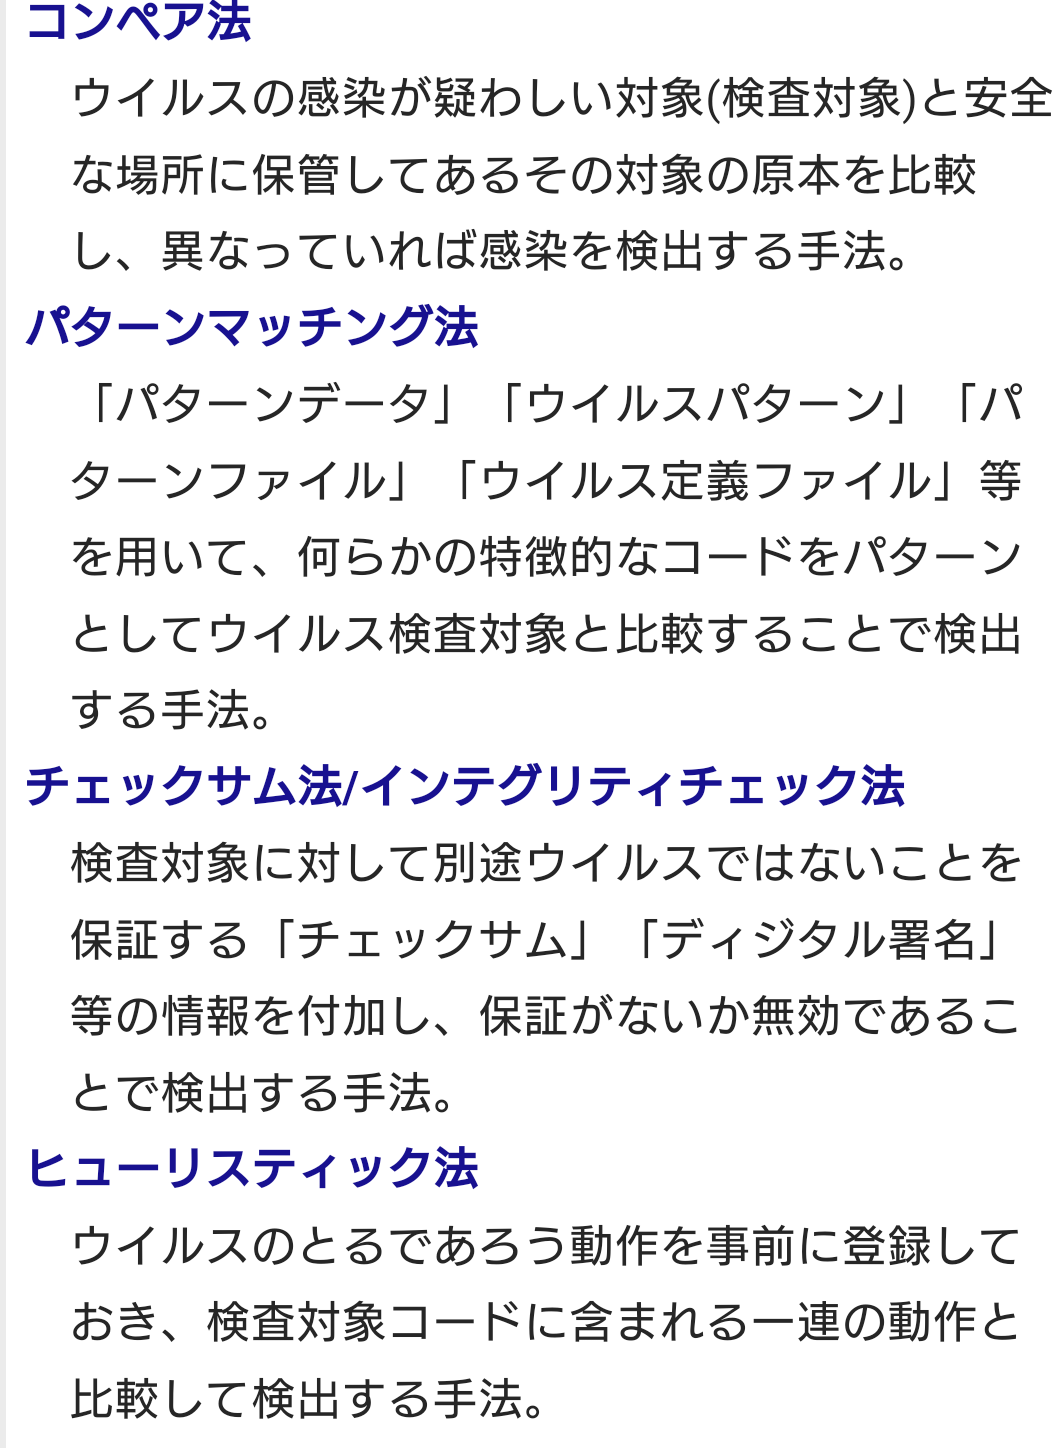 コンペア法
ウイルスの感染が疑わしい対象(検査対象)と安全
な場所に保管してあるその対象の原本を比較
し、異なっていれば感染を検出する手法。
パターンマッチング法
「パターンデータ」「ウイルスパターン」「パ
ターンファイル」「ウイルス定義ファイル」等
を用いて、何らかの特徴的なコードをパターン
としてウイルス検査対象と比較することで検出
する手法。
チェックサム法/インテグリティチェック法
検査対象に対して別途ウイルスではないことを
保証する「チェックサム」「ディジタル署名」
等の情報を付加し、保証がないか無効であるこ
とで検出する手法。
ヒューリスティック法
ウイルスのとるであろう動作を事前に登録して
おき、検査対象コードに含まれる一連の動作と
比較して検出する手法。